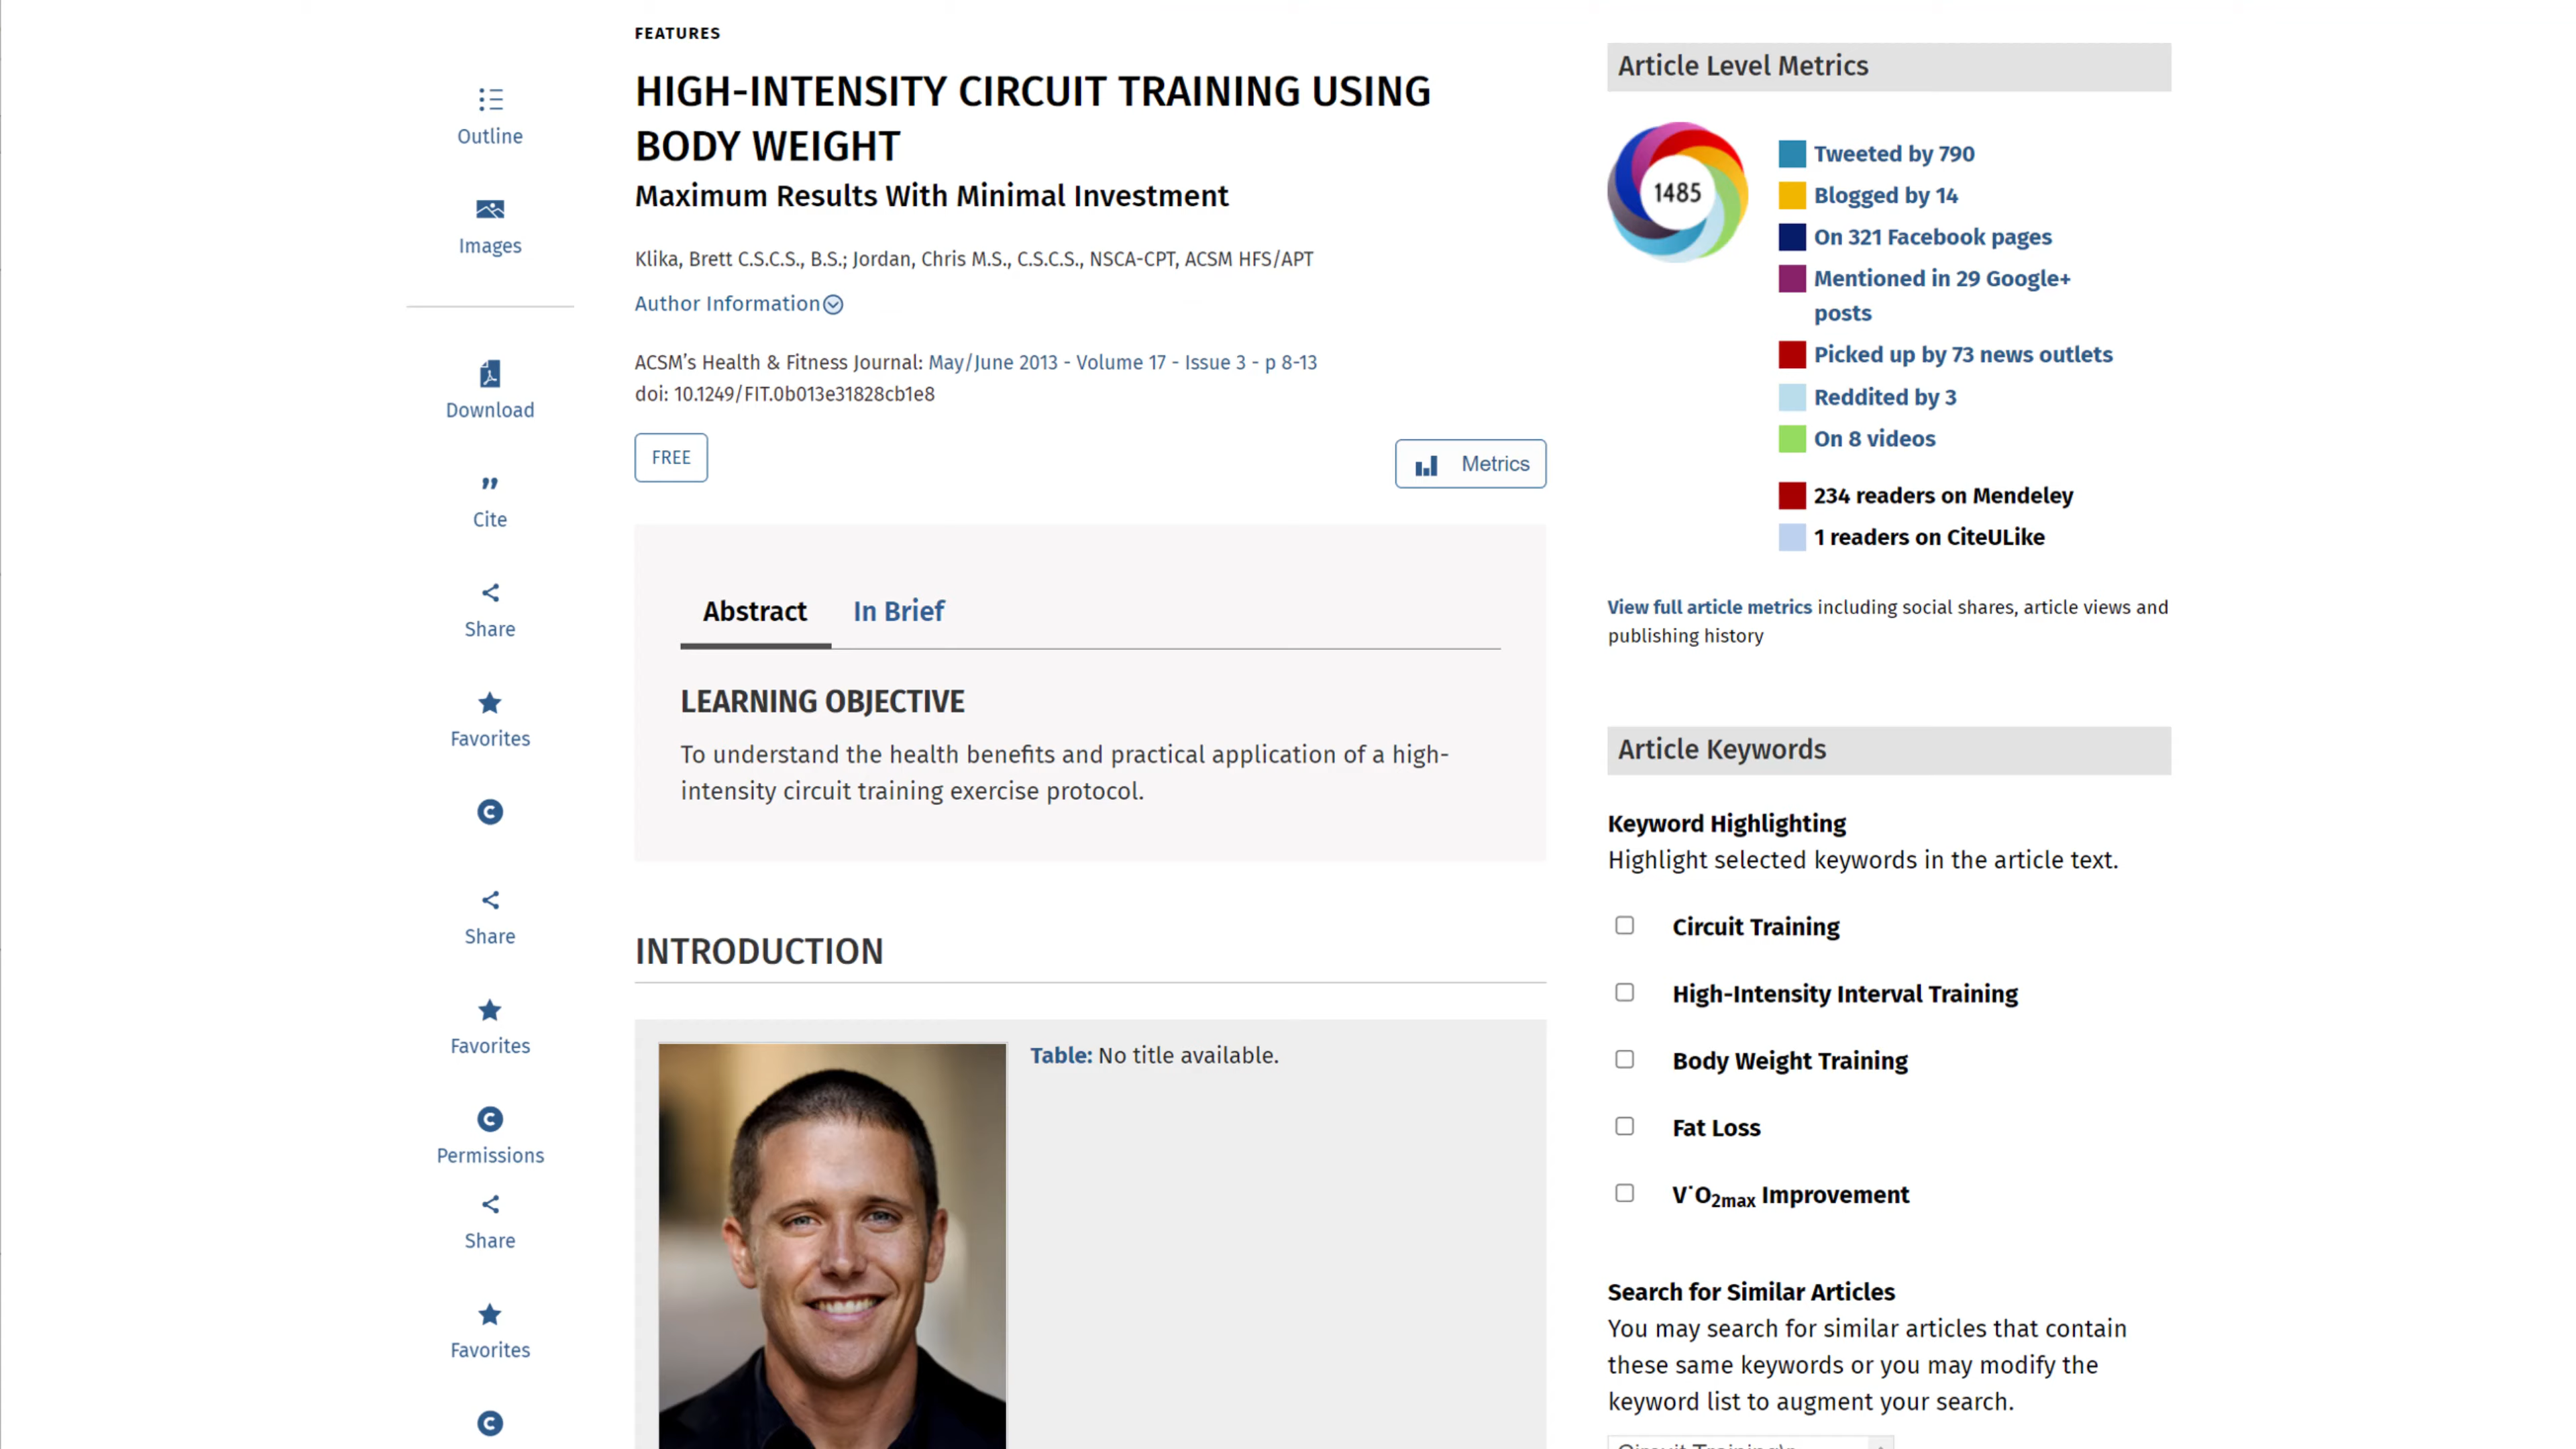 FEATURES
HIGH-INTENSITY CIRCUIT TRAINING USING
BODY WEIGHT
Maximum Results With Minimal Investment
Klika, Brett C.S.C.S., B.S.; Jordan, Chris M.S., C.S.C.S., NSCA-CPT, ACSM HFS/APT
Author Information
ACSM's Health & Fitness Journal: May/June 2013 - Volume 17 - Issue 3 - p 8-13
doi: 10.1249/FIT.0b013e31828cb1e8
FREE
Metrics
Abstract
In Brief
LEARNING OBJECTIVE
To understand the health benefits and practical application of a high-
intensity circuit training exercise protocol.
INTRODUCTION
Table: No title available.
Outline
Images
Download
Cite
Share
Favorites
Share
Favorites
Permissions
Share
Favorites
Article Level Metrics
1485
Tweeted by 790
Blogged by 14
On 321 Facebook pages
Mentioned in 29 Google+
posts
Picked up by 73 news outlets
Reddited by 3
On 8 videos
234 readers on Mendeley
1 readers on CiteULike
View full article metrics including social shares, article views and
publishing history
Article Keywords
Keyword Highlighting
Highlight selected keywords in the article text.
Circuit Training
High-Intensity Interval Training
Body Weight Training
Fat Loss
V˙O2max Improvement
Search for Similar Articles
You may search for similar articles that contain
these same keywords or you may modify the
keyword list to augment your search.